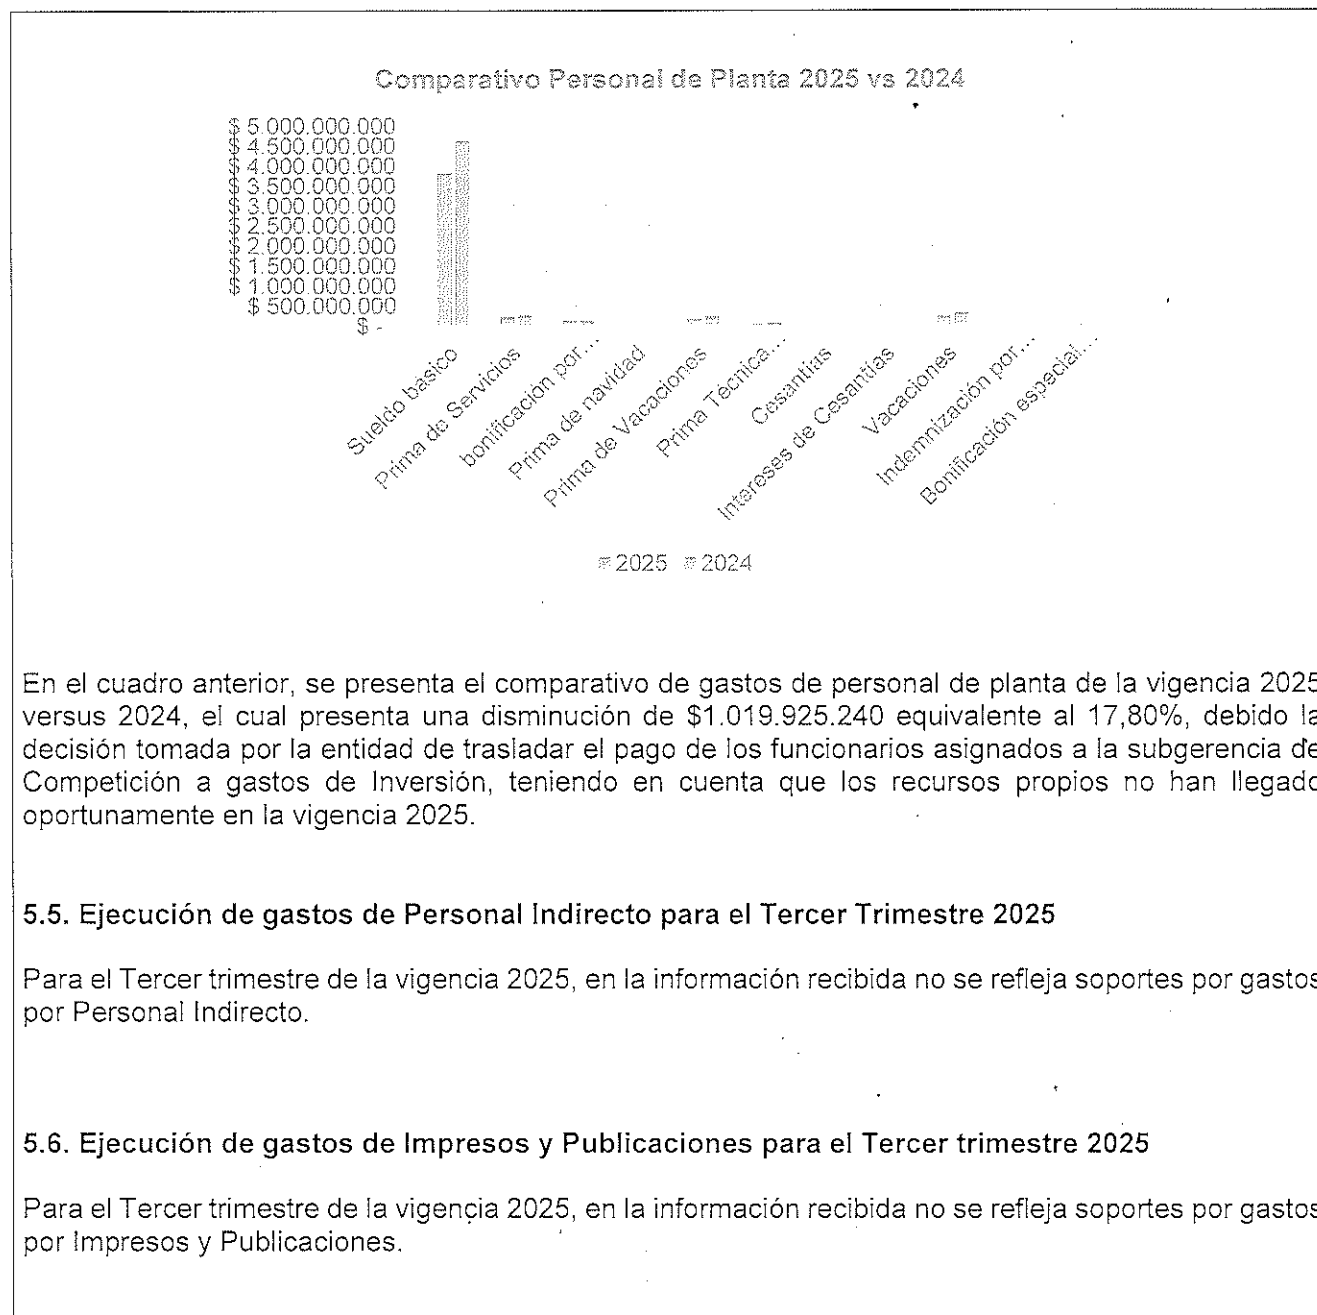 Comparativo Personal de Planta 2025 vs 2024
$ 5.000.000.000
$ 4.500.000.000
$ 4.000.000.000
$ 3.500.000.000
$ 3.000.000.000
$ 2.500.000.000
$ 2.000.000.000
$ 1.500.000.000
$ 1.000.000.000
$ 500.000.000
$ -
Sueldo básico
Prima de Servicios
bonificación por...
Prima de navidad
Prima de Vacaciones
Prima Técnica...
Cesantías
Intereses de Cesantías
Vacaciones
Indemnización por...
Bonificación especial...
2025 2024
En el cuadro anterior, se presenta el comparativo de gastos de personal de planta de la vigencia 2025
versus 2024, el cual presenta una disminución de $1.019.925.240 equivalente al 17,80%, debido la
decisión tomada por la entidad de trasladar el pago de los funcionarios asignados a la subgerencia de
Competición a gastos de Inversión, teniendo en cuenta que los recursos propios no han llegado
oportunamente en la vigencia 2025.
5.5. Ejecución de gastos de Personal Indirecto para el Tercer Trimestre 2025
Para el Tercer trimestre de la vigencia 2025, en la información recibida no se refleja soportes por gastos
por Personal Indirecto.
5.6. Ejecución de gastos de Impresos y Publicaciones para el Tercer trimestre 2025
Para el Tercer trimestre de la vigencia 2025, en la información recibida no se refleja soportes por gastos
por Impresos y Publicaciones.